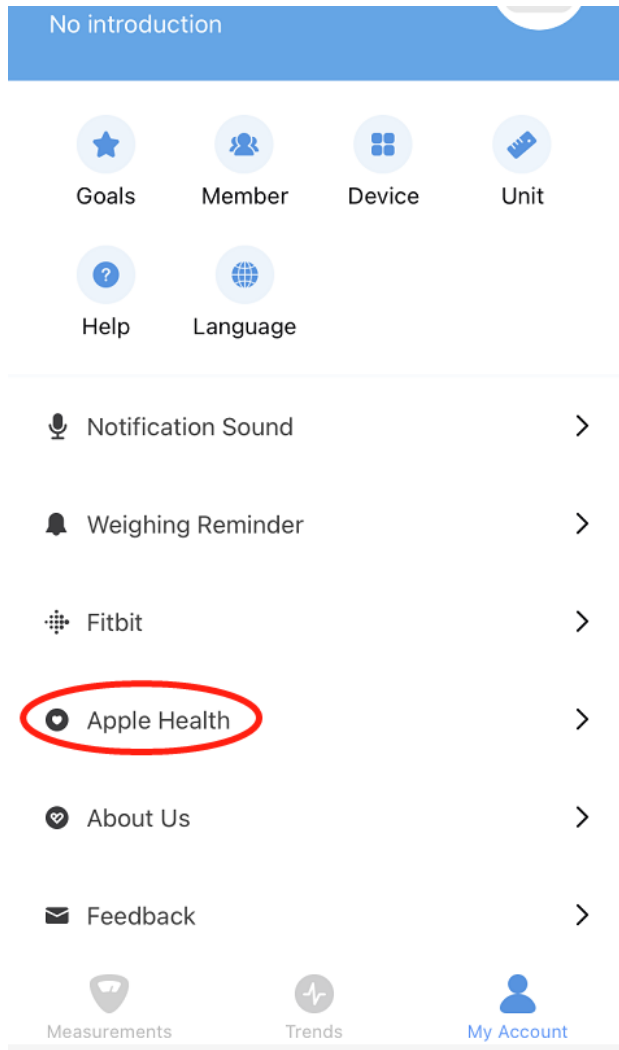 No introduction
Goals Member Device Unit
Help Language
Notification Sound
Weighing Reminder
Fitbit
Apple Health
About Us
Feedback
Measurements Trends My Account